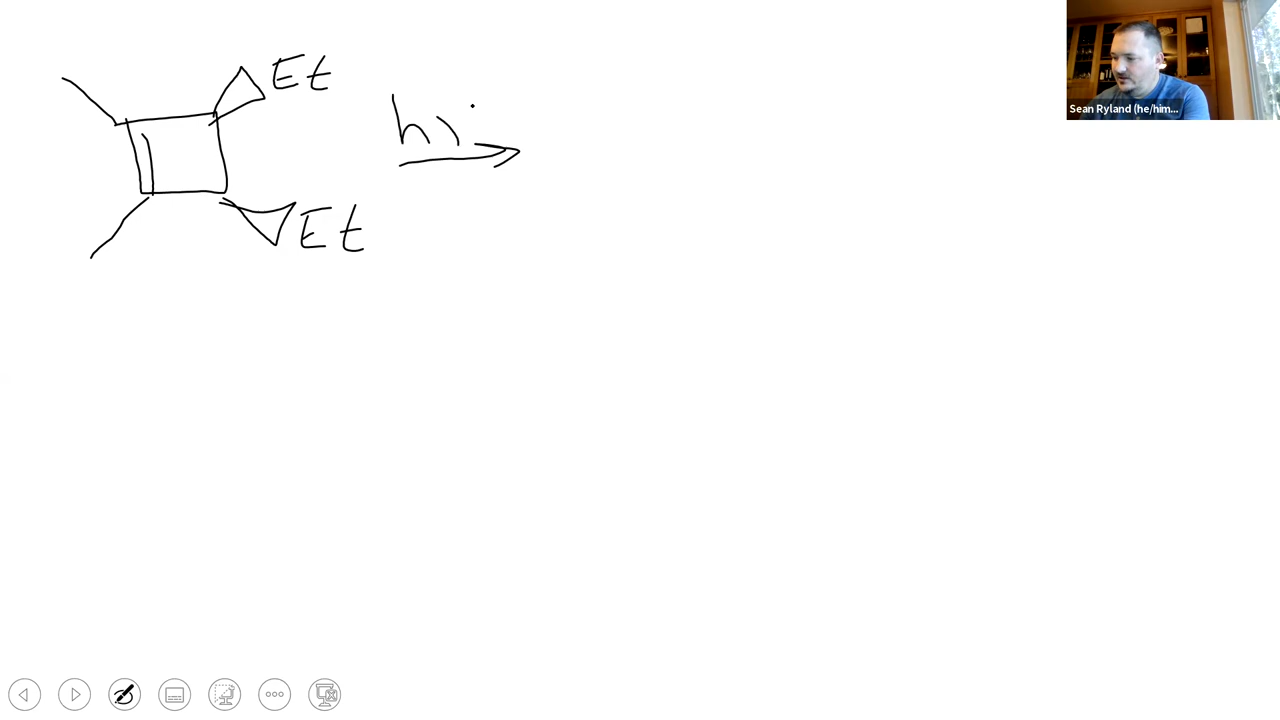 Et
hν
Et
Sean Ryland (he/him...